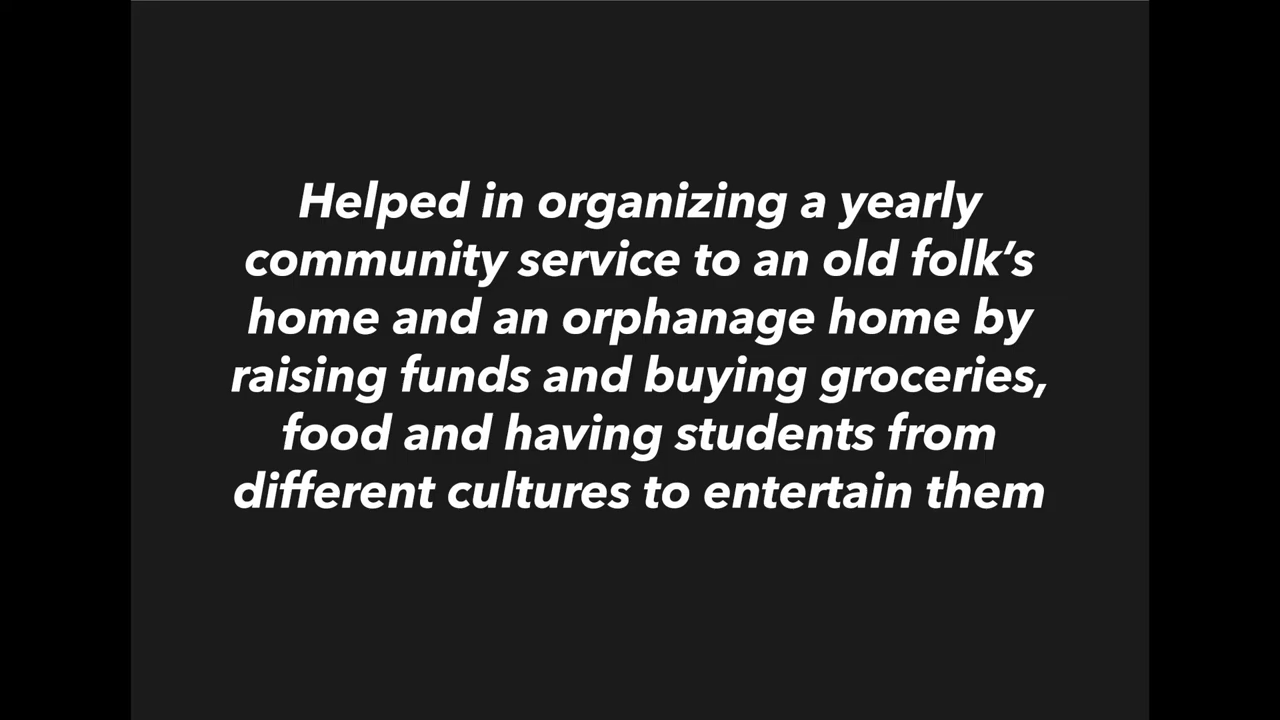 Helped in organizing a yearly
community service to an old folk’s
home and an orphanage home by
raising funds and buying groceries,
food and having students from
different cultures to entertain them